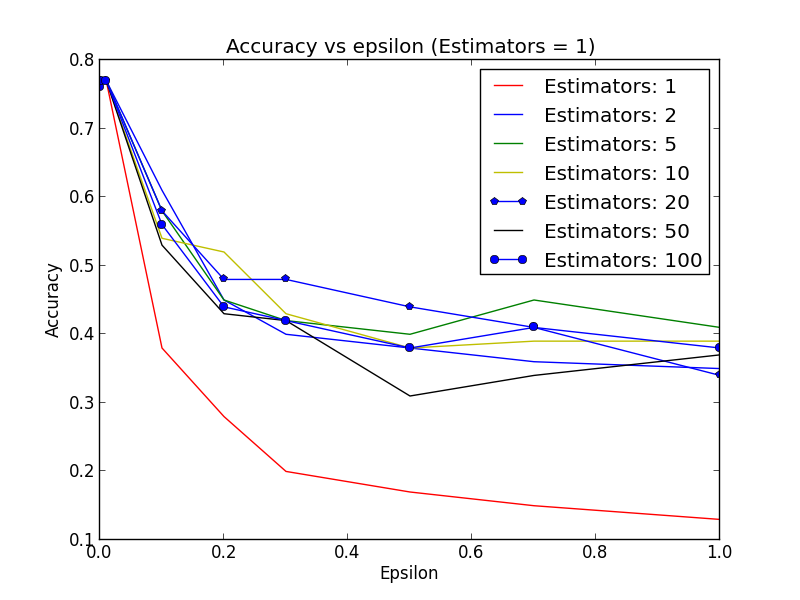 Accuracy vs epsilon (Estimators = 1)
0.8
0.7
0.6
0.5
0.4
0.3
0.2
0.1
Accuracy
Estimators: 1
Estimators: 2
Estimators: 5
Estimators: 10
Estimators: 20
Estimators: 50
Estimators: 100
0.0 0.2 0.4 0.6 0.8 1.0
Epsilon